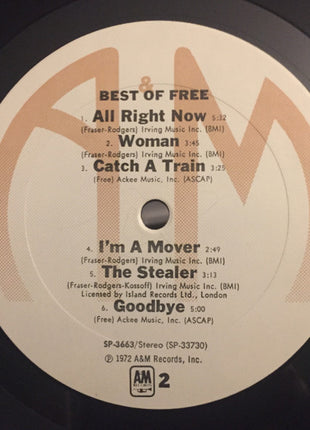 A&M
BEST OF FREE
1. All Right Now 5:32
(Fraser-Rodgers) Irving Music Inc. (BMI)
2. Woman 3:45
(Fraser-Rodgers) Irving Music, Inc. (BMI)
3. Catch A Train 3:25
(Free) Ackee Music, Inc. (ASCAP)
4. I'm A Mover 2:49
(Fraser-Rodgers) Irving Music Inc. (BMI)
5. The Stealer 3:13
(Fraser-Rodgers-Kossoff) Irving Music, Inc. (BMI)
Licensed by Island Records Ltd., London
6. Goodbye 5:00
(Free) Ackee Music, Inc. (ASCAP)
SP-3663/Stereo (SP-33730)
℗ 1972 A&M Records, Inc.
AM 2
RECORDS